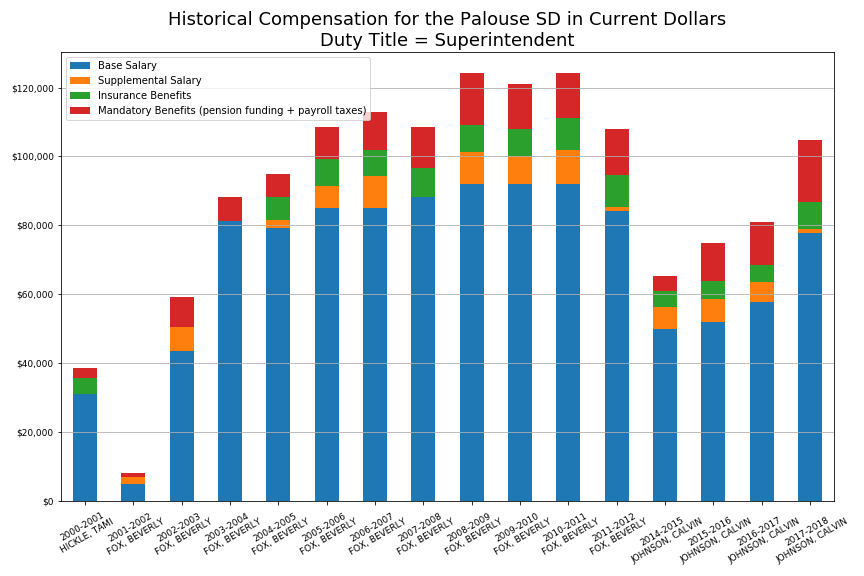 Historical Compensation for the Palouse SD in Current Dollars
Duty Title = Superintendent
Base Salary
Supplemental Salary
Insurance Benefits
Mandatory Benefits (pension funding + payroll taxes)
$120,000
$100,000
$80,000
$60,000
$40,000
$20,000
$0
2000-2001
HICKLE, TAMI
2001-2002
FOX, BEVERLY
2002-2003
FOX, BEVERLY
2003-2004
FOX, BEVERLY
2004-2005
FOX, BEVERLY
2005-2006
FOX, BEVERLY
2006-2007
FOX, BEVERLY
2007-2008
FOX, BEVERLY
2008-2009
FOX, BEVERLY
2009-2010
FOX, BEVERLY
2010-2011
FOX, BEVERLY
2011-2012
FOX, BEVERLY
2014-2015
JOHNSON, CALVIN
2015-2016
JOHNSON, CALVIN
2016-2017
JOHNSON, CALVIN
2017-2018
JOHNSON, CALVIN